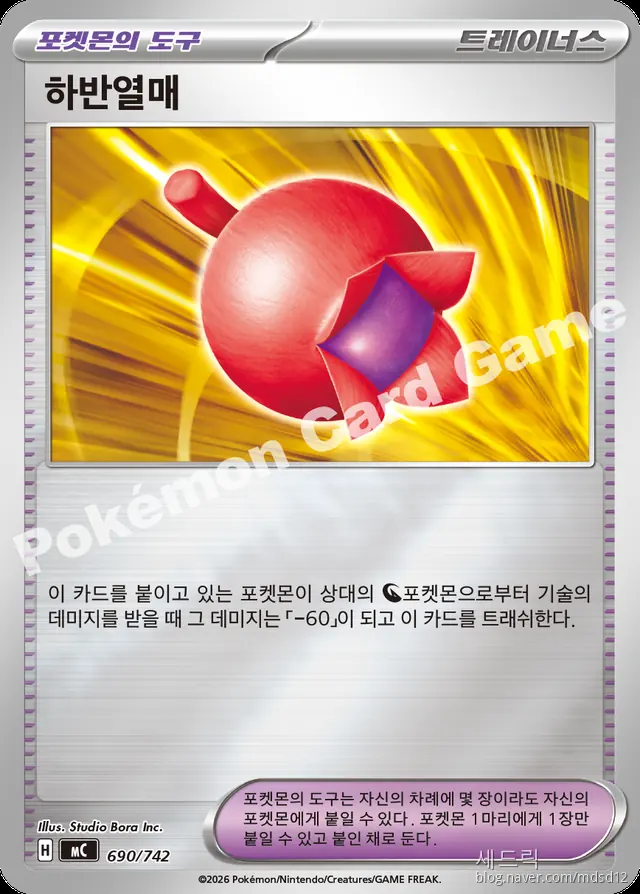 포켓몬의 도구
트레이너스
하반열매
Pokémon Card Game
이 카드를 붙이고 있는 포켓몬이 상대의 포켓몬으로부터 기술의
데미지를 받을 때 그 데미지는 「-60」이 되고 이 카드를 트래쉬한다.
포켓몬의 도구는 자신의 차례에 몇 장이라도 자신의
포켓몬에게 붙일 수 있다. 포켓몬 1마리에게 1장만
붙일 수 있고 붙인 채로 둔다.
Illus. Studio Bora Inc.
H MC 690/742
©2026 Pokémon/Nintendo/Creatures/GAME FREAK.
세드릭
blog.naver.com/mdsd12